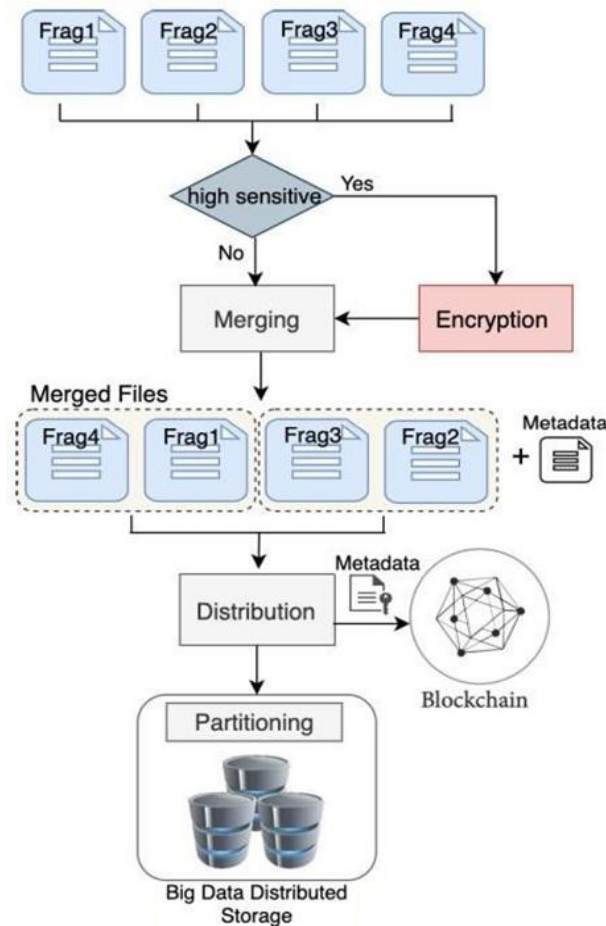 Frag1
Frag2
Frag3
Frag4
high sensitive
Yes
No
Merging
Encryption
Merged Files
Frag4
Frag1
Frag3
Frag2
+
Metadata
Metadata
Distribution
Blockchain
Partitioning
Big Data Distributed
Storage